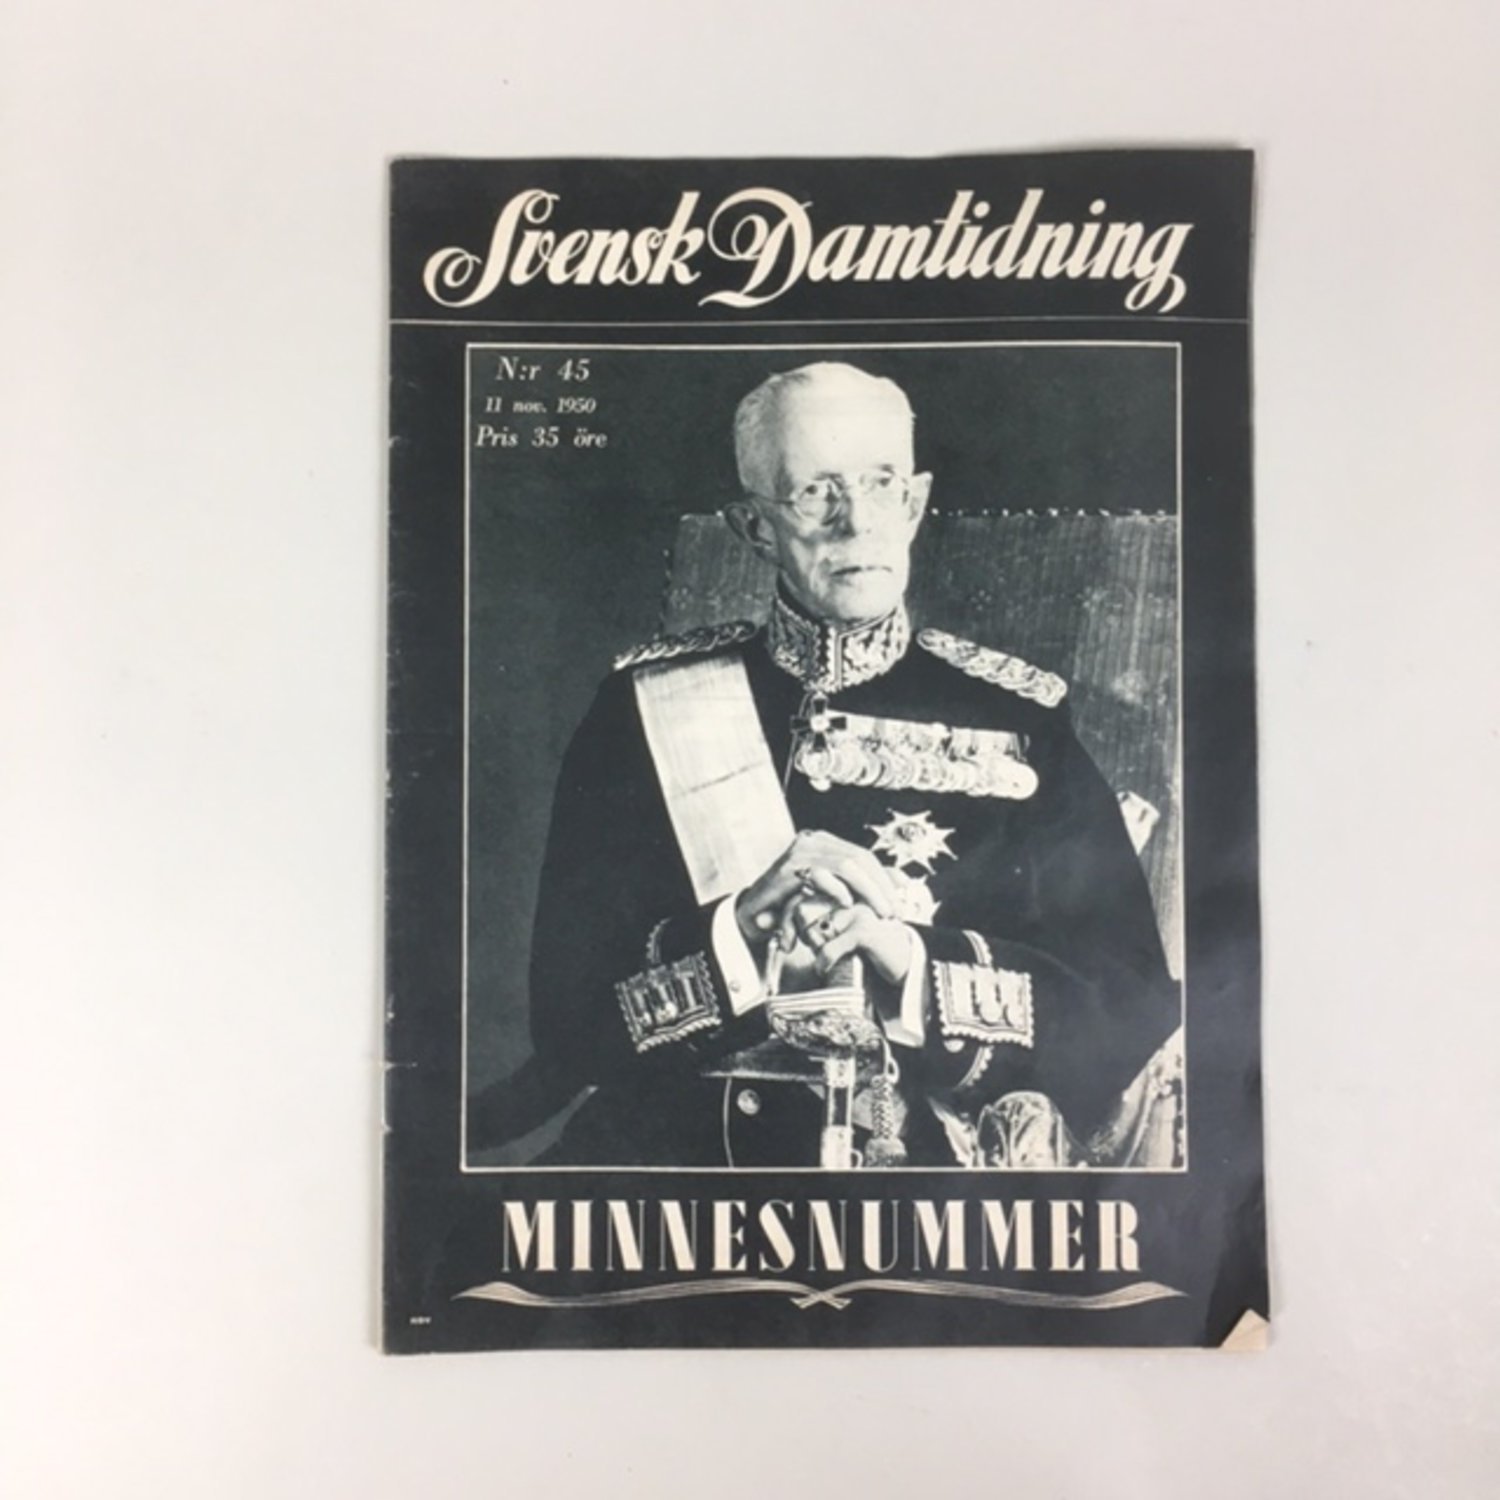 Svensk Damtidning
N:r 45
11 nov. 1950
Pris 35 öre
MINNESNUMMER